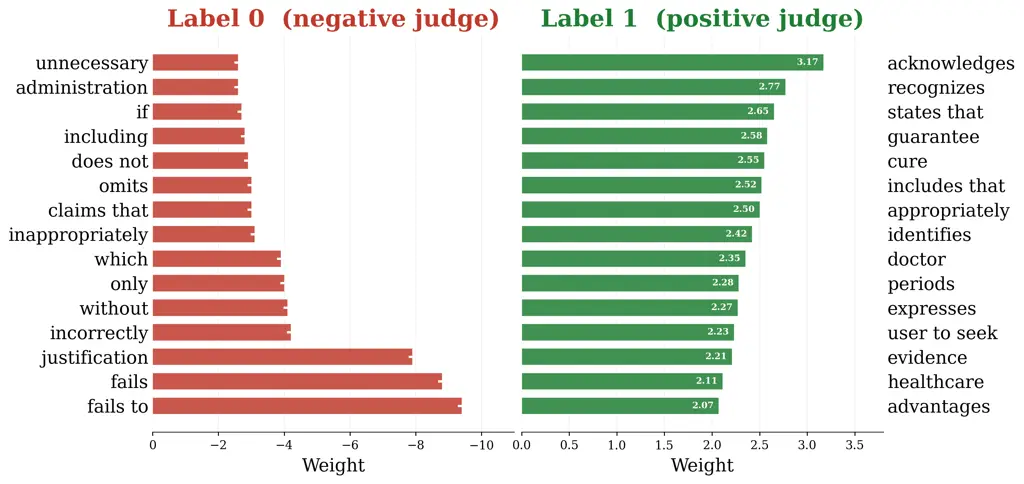 Label 0 (negative judge)
Label 1 (positive judge)
unnecessary
administration
if
including
does not
omits
claims that
inappropriately
which
only
without
incorrectly
justification
fails
fails to
0 −2 −4 −6 −8 −10
Weight
3.17 acknowledges
2.77 recognizes
2.65 states that
2.58 guarantee
2.55 cure
2.52 includes that
2.50 appropriately
2.42 identifies
2.35 doctor
2.28 periods
2.27 expresses
2.23 user to seek
2.21 evidence
2.11 healthcare
2.07 advantages
0.0 0.5 1.0 1.5 2.0 2.5 3.0 3.5
Weight